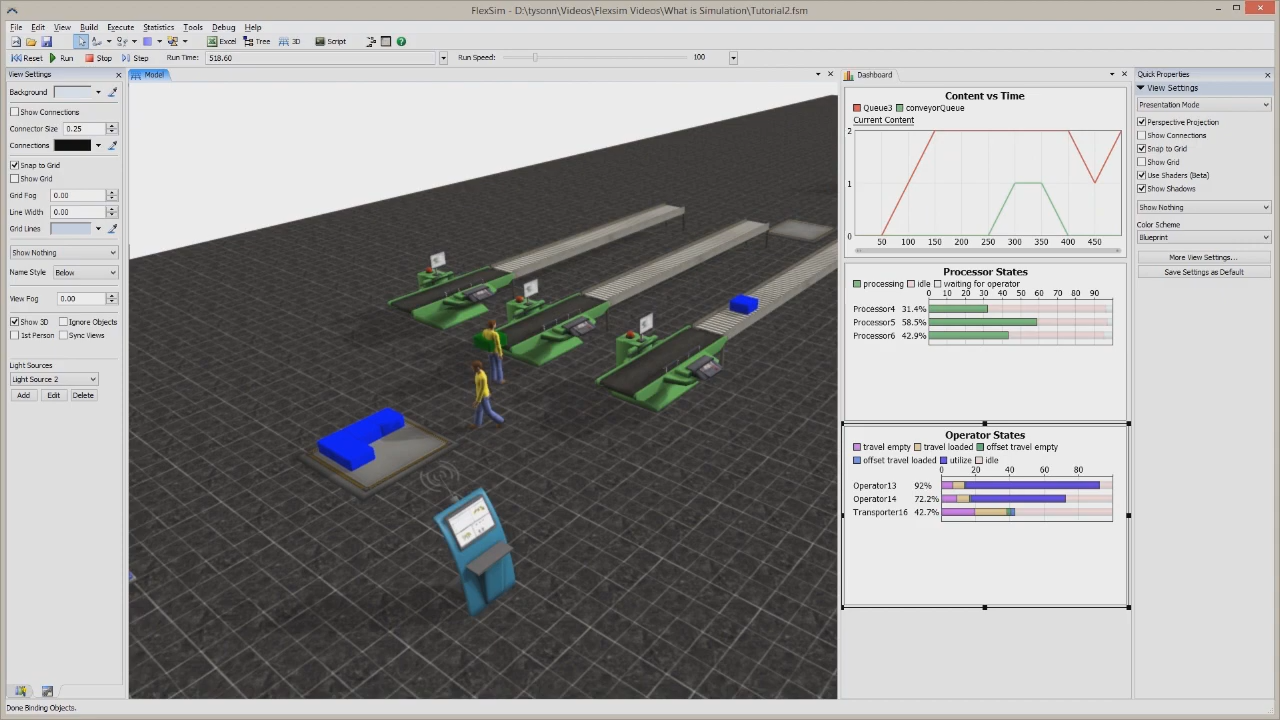 FlexSim - D:\tysonn\Videos\Flexsim Videos\What is Simulation\Tutorial2.fsm
File Edit View Build Execute Statistics Tools Debug Help
Excel Tree 3D Script
Reset Run Stop Step Run Time: 518.60 Run Speed: 100
View Settings
Background
Show Connections
Connector Size 0.25
Connections
Snap to Grid
Show Grid
Grid Fog 0.00
Line Width 0.00
Grid Lines
Show Nothing
Name Style Below
View Fog 0.00
Show 3D Ignore Objects
1st Person Sync Views
Light Sources
Light Source 2
Add Edit Delete
Model
Dashboard
Content vs Time
Queue3 conveyorQueue
Current Content
2
1
0
50 100 150 200 250 300 350 400 450
Processor States
processing idle waiting for operator
0 10 20 30 40 50 60 70 80 90
Processor4 31.4%
Processor5 58.5%
Processor6 42.9%
Operator States
travel empty travel loaded offset travel empty
offset travel loaded utilize idle
0 20 40 60 80
Operator13 92%
Operator14 72.2%
Transporter16 42.7%
Quick Properties
View Settings
Presentation Mode
Perspective Projection
Show Connections
Snap to Grid
Show Grid
Use Shaders (Beta)
Show Shadows
Show Nothing
Color Scheme
Blueprint
More View Settings...
Save Settings as Default
Done Binding Objects.